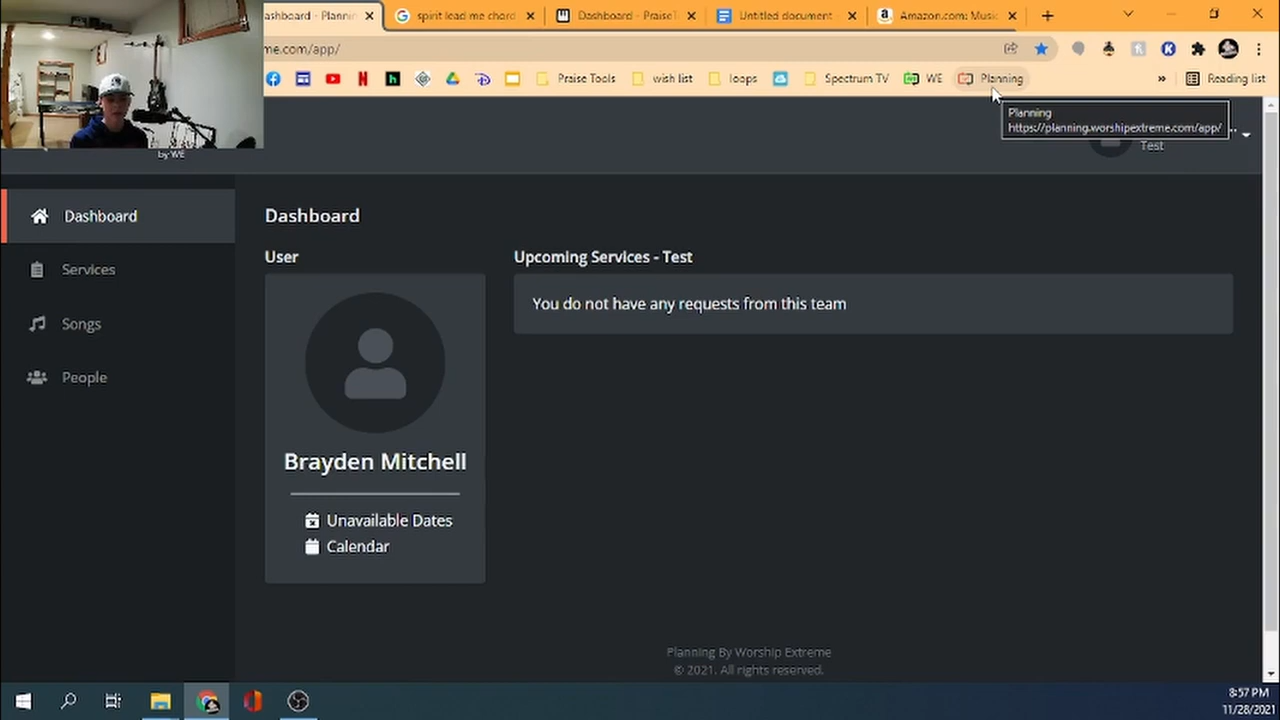 ashboard - Plannin
spirit lead me chord
Dashboard - PraiseT
Untitled document
Amazon.com: Music
me.com/app/
Praise Tools
wish list
loops
Spectrum TV
WE
Planning
»
Reading list
Planning
https://planning.worshipextreme.com/app/
...
Test
by WE
Dashboard
Services
Songs
People
Dashboard
User
Upcoming Services - Test
You do not have any requests from this team
Brayden Mitchell
Unavailable Dates
Calendar
Planning By Worship Extreme
© 2021. All rights reserved.
8:57 PM
11/28/2021